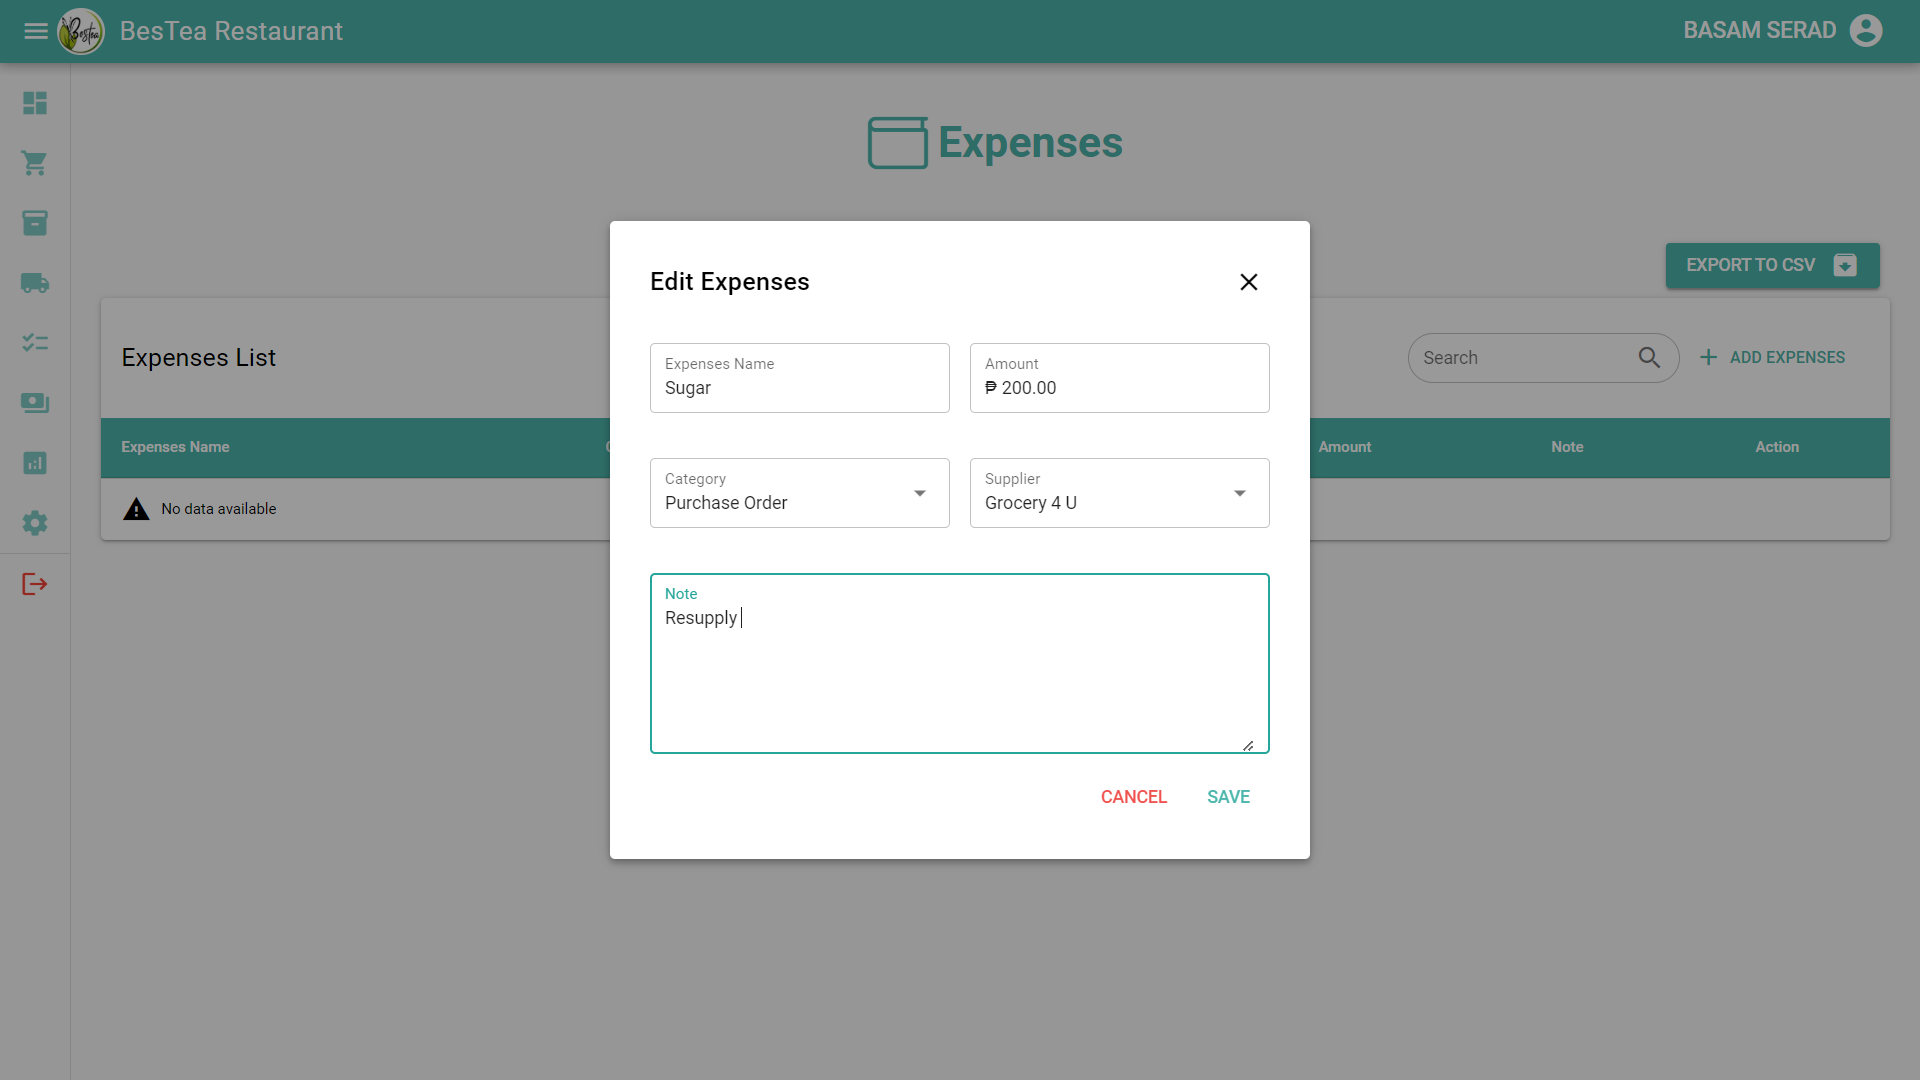 BesTea
BesTea Restaurant
BASAM SERAD
Expenses
EXPORT TO CSV
Expenses List
Search
ADD EXPENSES
Expenses Name
Amount
Note
Action
No data available
Edit Expenses
Expenses Name
Sugar
Amount
₱ 200.00
Category
Purchase Order
Supplier
Grocery 4 U
Note
Resupply
CANCEL
SAVE